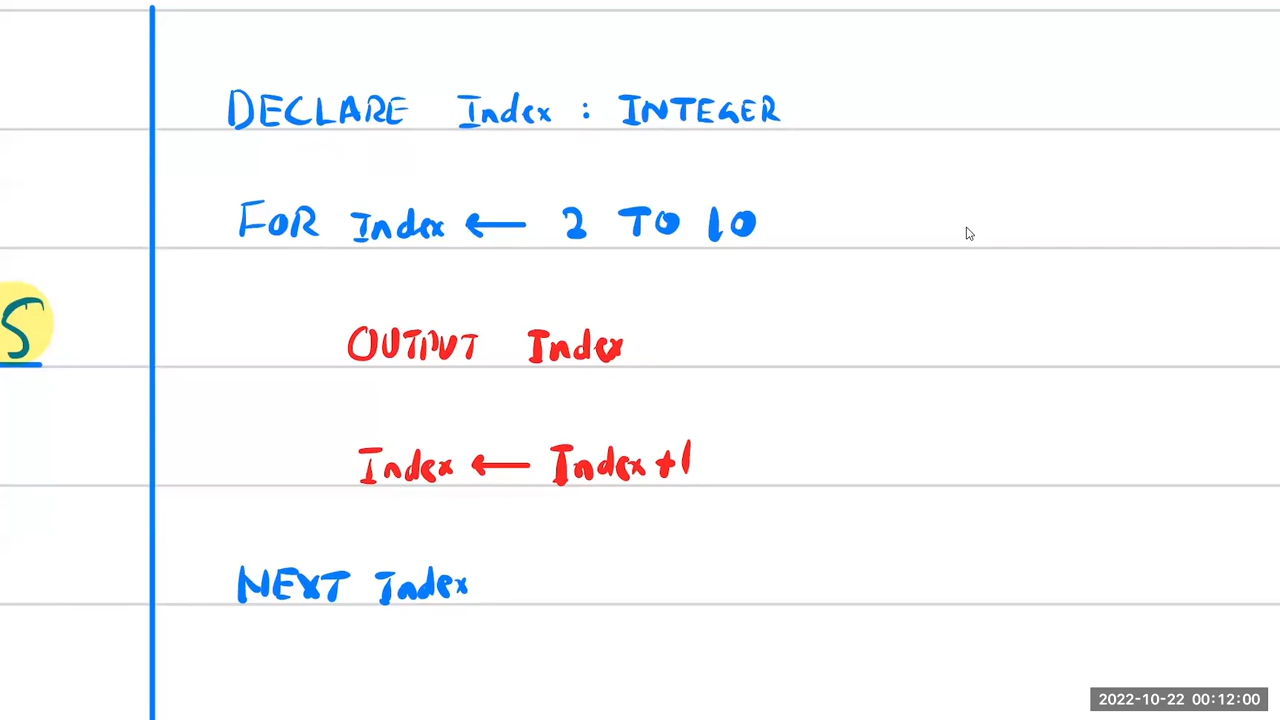 DECLARE Index : INTEGER
FOR Index ← 2 TO 10
S
OUTPUT Index
Index ← Index+1
NEXT Index
2022-10-22 00:12:00